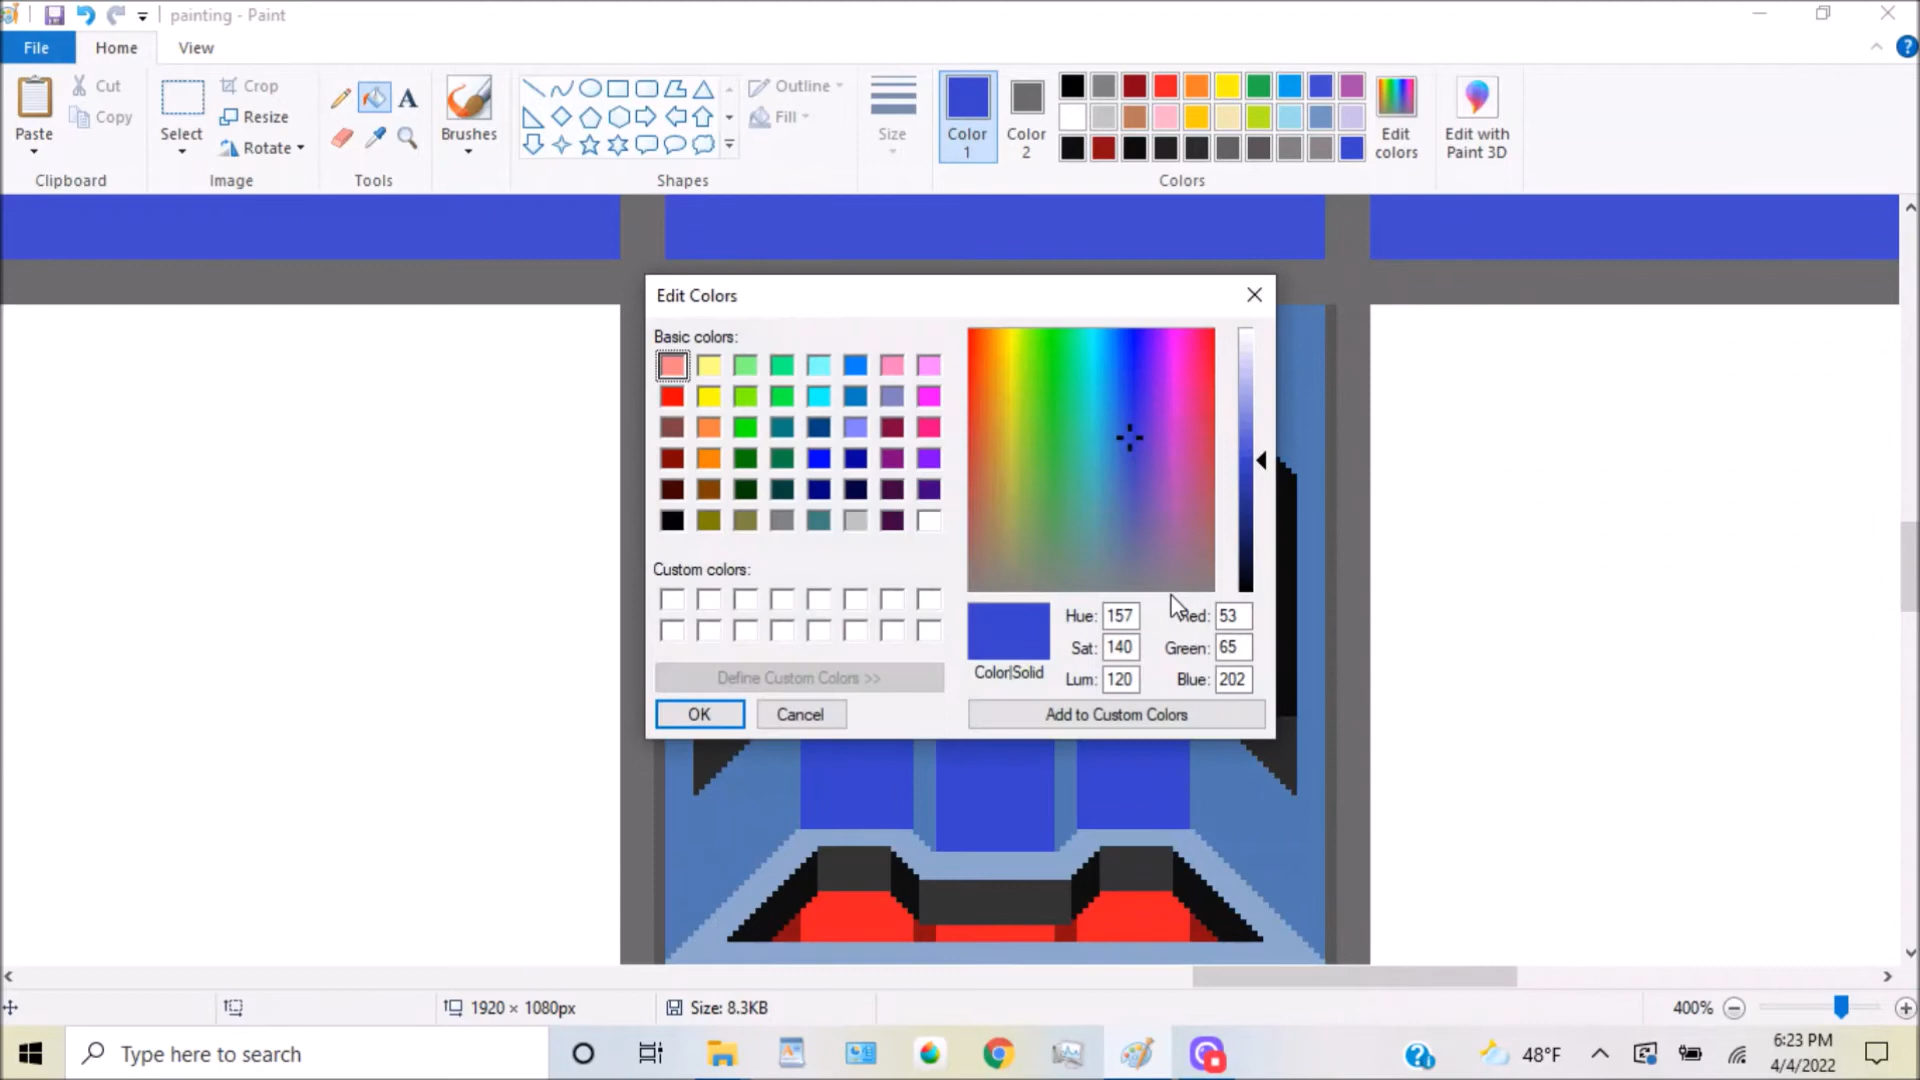 painting - Paint
File Home View
Paste
Cut
Copy
Clipboard
Select
Crop
Resize
Rotate
Image
A
Tools
Brushes
Shapes
Outline
Fill
Size
Color 1
Color 2
Colors
Edit colors
Edit with Paint 3D
Edit Colors
Basic colors:
Custom colors:
Define Custom Colors >>
OK Cancel
Color|Solid
Hue: 157 Red: 53
Sat: 140 Green: 65
Lum: 120 Blue: 202
Add to Custom Colors
1920 × 1080px Size: 8.3KB 400%
Type here to search
48°F
6:23 PM
4/4/2022